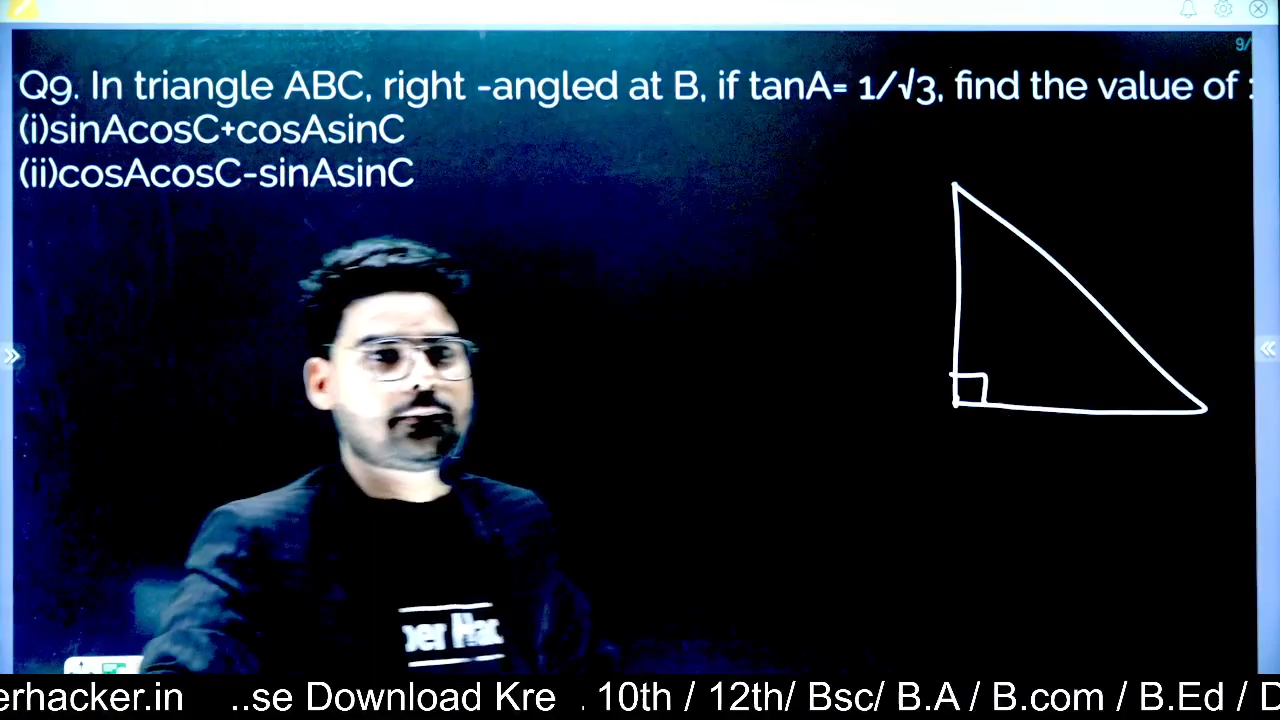 9/
Q9. In triangle ABC, right -angled at B, if tanA= 1/√3, find the value of :
(i)sinAcosC+cosAsinC
(ii)cosAcosC-sinAsinC
erhacker.in ..se Download Kre . 10th / 12th/ Bsc/ B.A / B.com / B.Ed / D